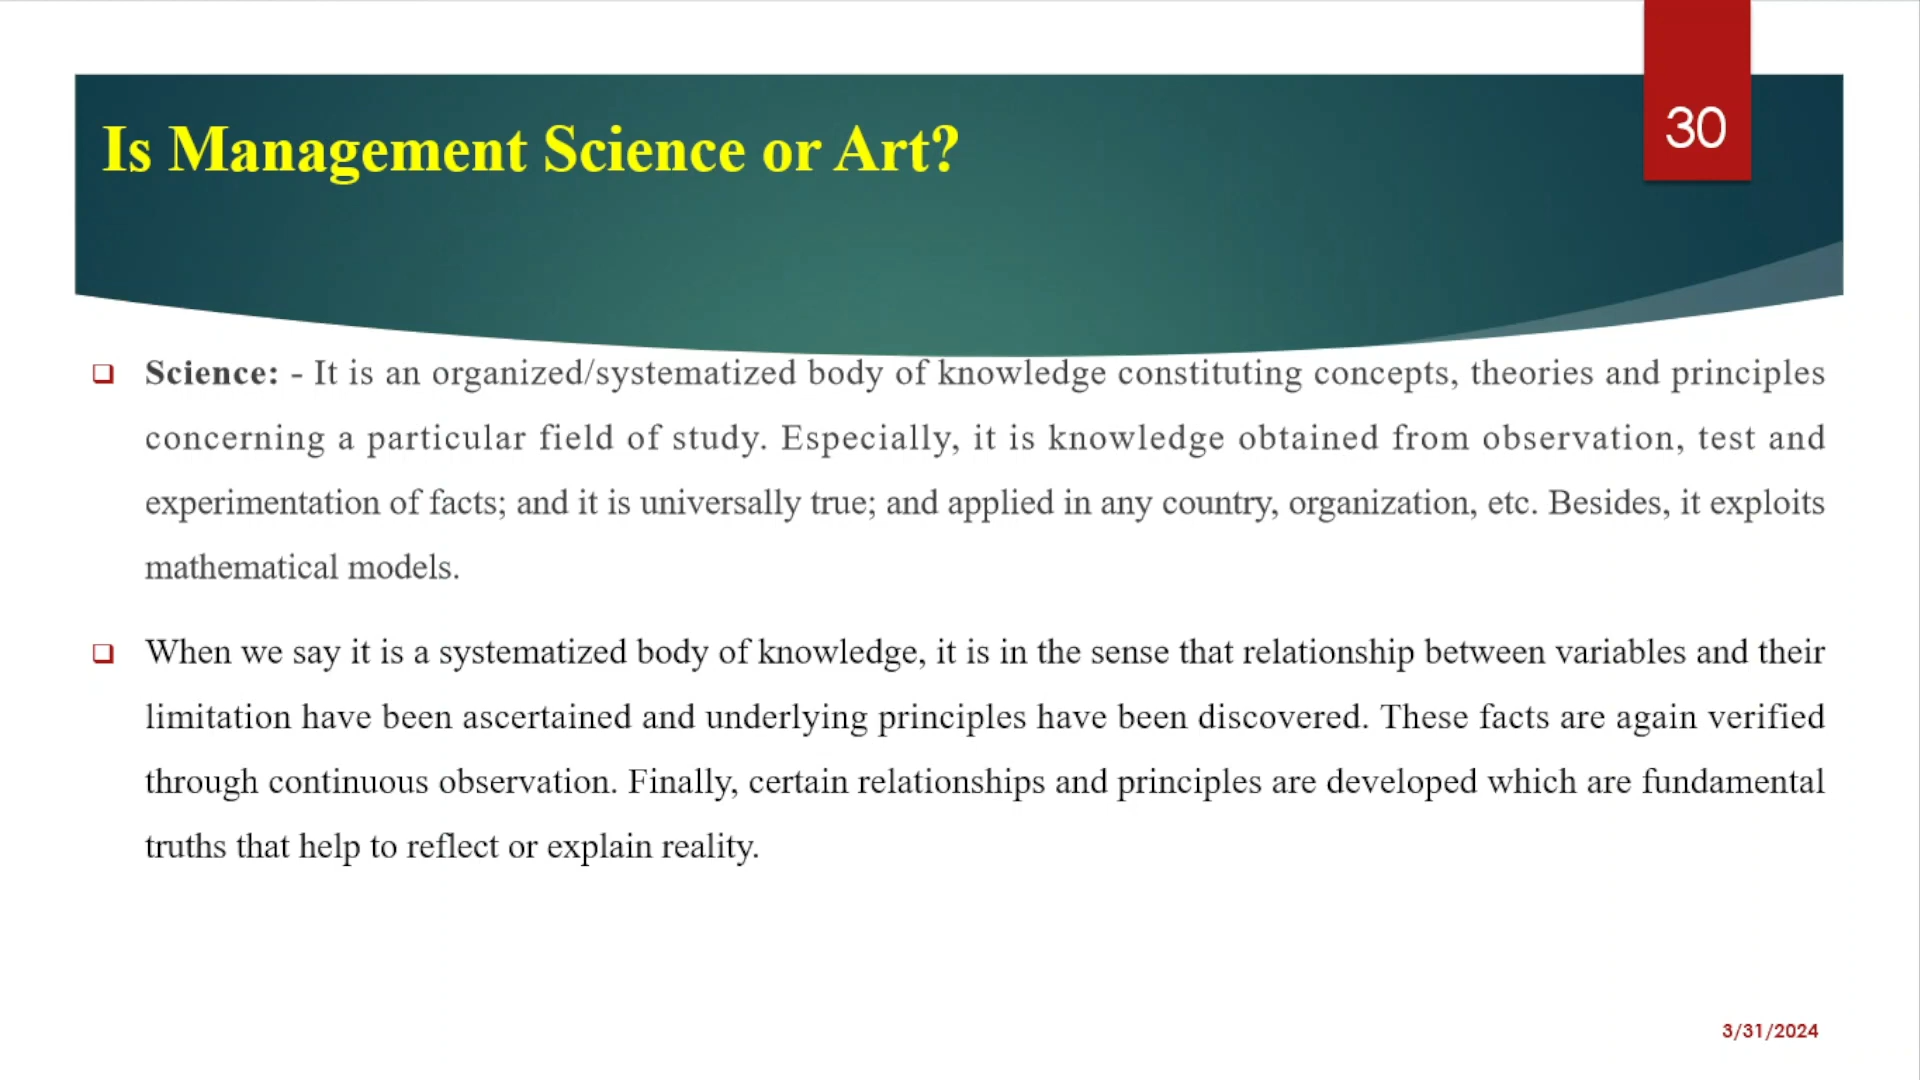 30
Is Management Science or Art?
Science: - It is an organized/systematized body of knowledge constituting concepts, theories and principles
concerning a particular field of study. Especially, it is knowledge obtained from observation, test and
experimentation of facts; and it is universally true; and applied in any country, organization, etc. Besides, it exploits
mathematical models.
When we say it is a systematized body of knowledge, it is in the sense that relationship between variables and their
limitation have been ascertained and underlying principles have been discovered. These facts are again verified
through continuous observation. Finally, certain relationships and principles are developed which are fundamental
truths that help to reflect or explain reality.
3/31/2024